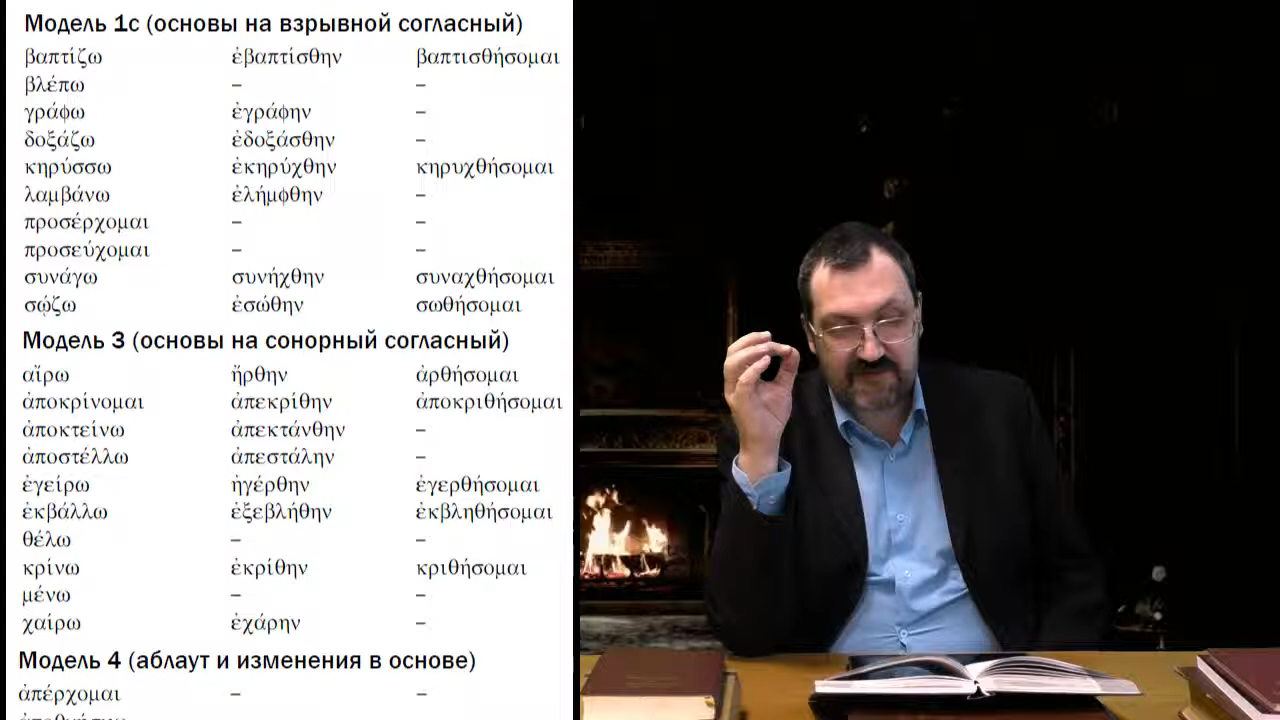 Модель 1с (основы на взрывной согласный)
βαπτίζω ἐβαπτίσθην βαπτισθήσομαι
βλέπω – –
γράφω ἐγράφην –
δοξάζω ἐδοξάσθην –
κηρύσσω ἐκηρύχθην κηρυχθήσομαι
λαμβάνω ἐλήμφθην –
προσέρχομαι – –
προσεύχομαι – –
συνάγω συνήχθην συναχθήσομαι
σῴζω ἐσώθην σωθήσομαι
Модель 3 (основы на сонорный согласный)
αἴρω ἤρθην ἀρθήσομαι
ἀποκρίνομαι ἀπεκρίθην ἀποκριθήσομαι
ἀποκτείνω ἀπεκτάνθην –
ἀποστέλλω ἀπεστάλην –
ἐγείρω ἠγέρθην ἐγερθήσομαι
ἐκβάλλω ἐξεβλήθην ἐκβληθήσομαι
θέλω – –
κρίνω ἐκρίθην κριθήσομαι
μένω – –
χαίρω ἐχάρην –
Модель 4 (аблаут и изменения в основе)
ἀπέρχομαι – –